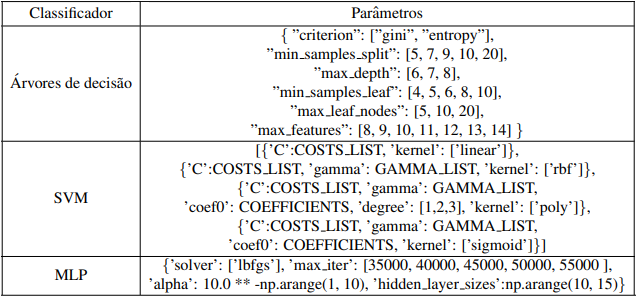 Classificador Parâmetros
{ ”criterion”: [”gini”, ”entropy”],
”min_samples_split”: [5, 7, 9, 10, 20],
”max_depth”: [6, 7, 8],
Árvores de decisão ”min_samples_leaf”: [4, 5, 6, 8, 10],
”max_leaf_nodes”: [5, 10, 20],
”max_features”: [8, 9, 10, 11, 12, 13, 14] }
[{’C’:COSTS_LIST, ’kernel’: [’linear’]},
{’C’:COSTS_LIST, ’gamma’: GAMMA_LIST, ’kernel’: [’rbf’]},
{’C’:COSTS_LIST, ’gamma’: GAMMA_LIST,
SVM ’coef0’: COEFFICIENTS, ’degree’: [1,2,3], ’kernel’: [’poly’]},
{’C’:COSTS_LIST, ’gamma’: GAMMA_LIST,
’coef0’: COEFFICIENTS, ’kernel’: [’sigmoid’]}]
MLP {’solver’: [’lbfgs’], ’max_iter’: [35000, 40000, 45000, 50000, 55000 ],
’alpha’: 10.0 ** -np.arange(1, 10), ’hidden_layer_sizes’:np.arange(10, 15)}